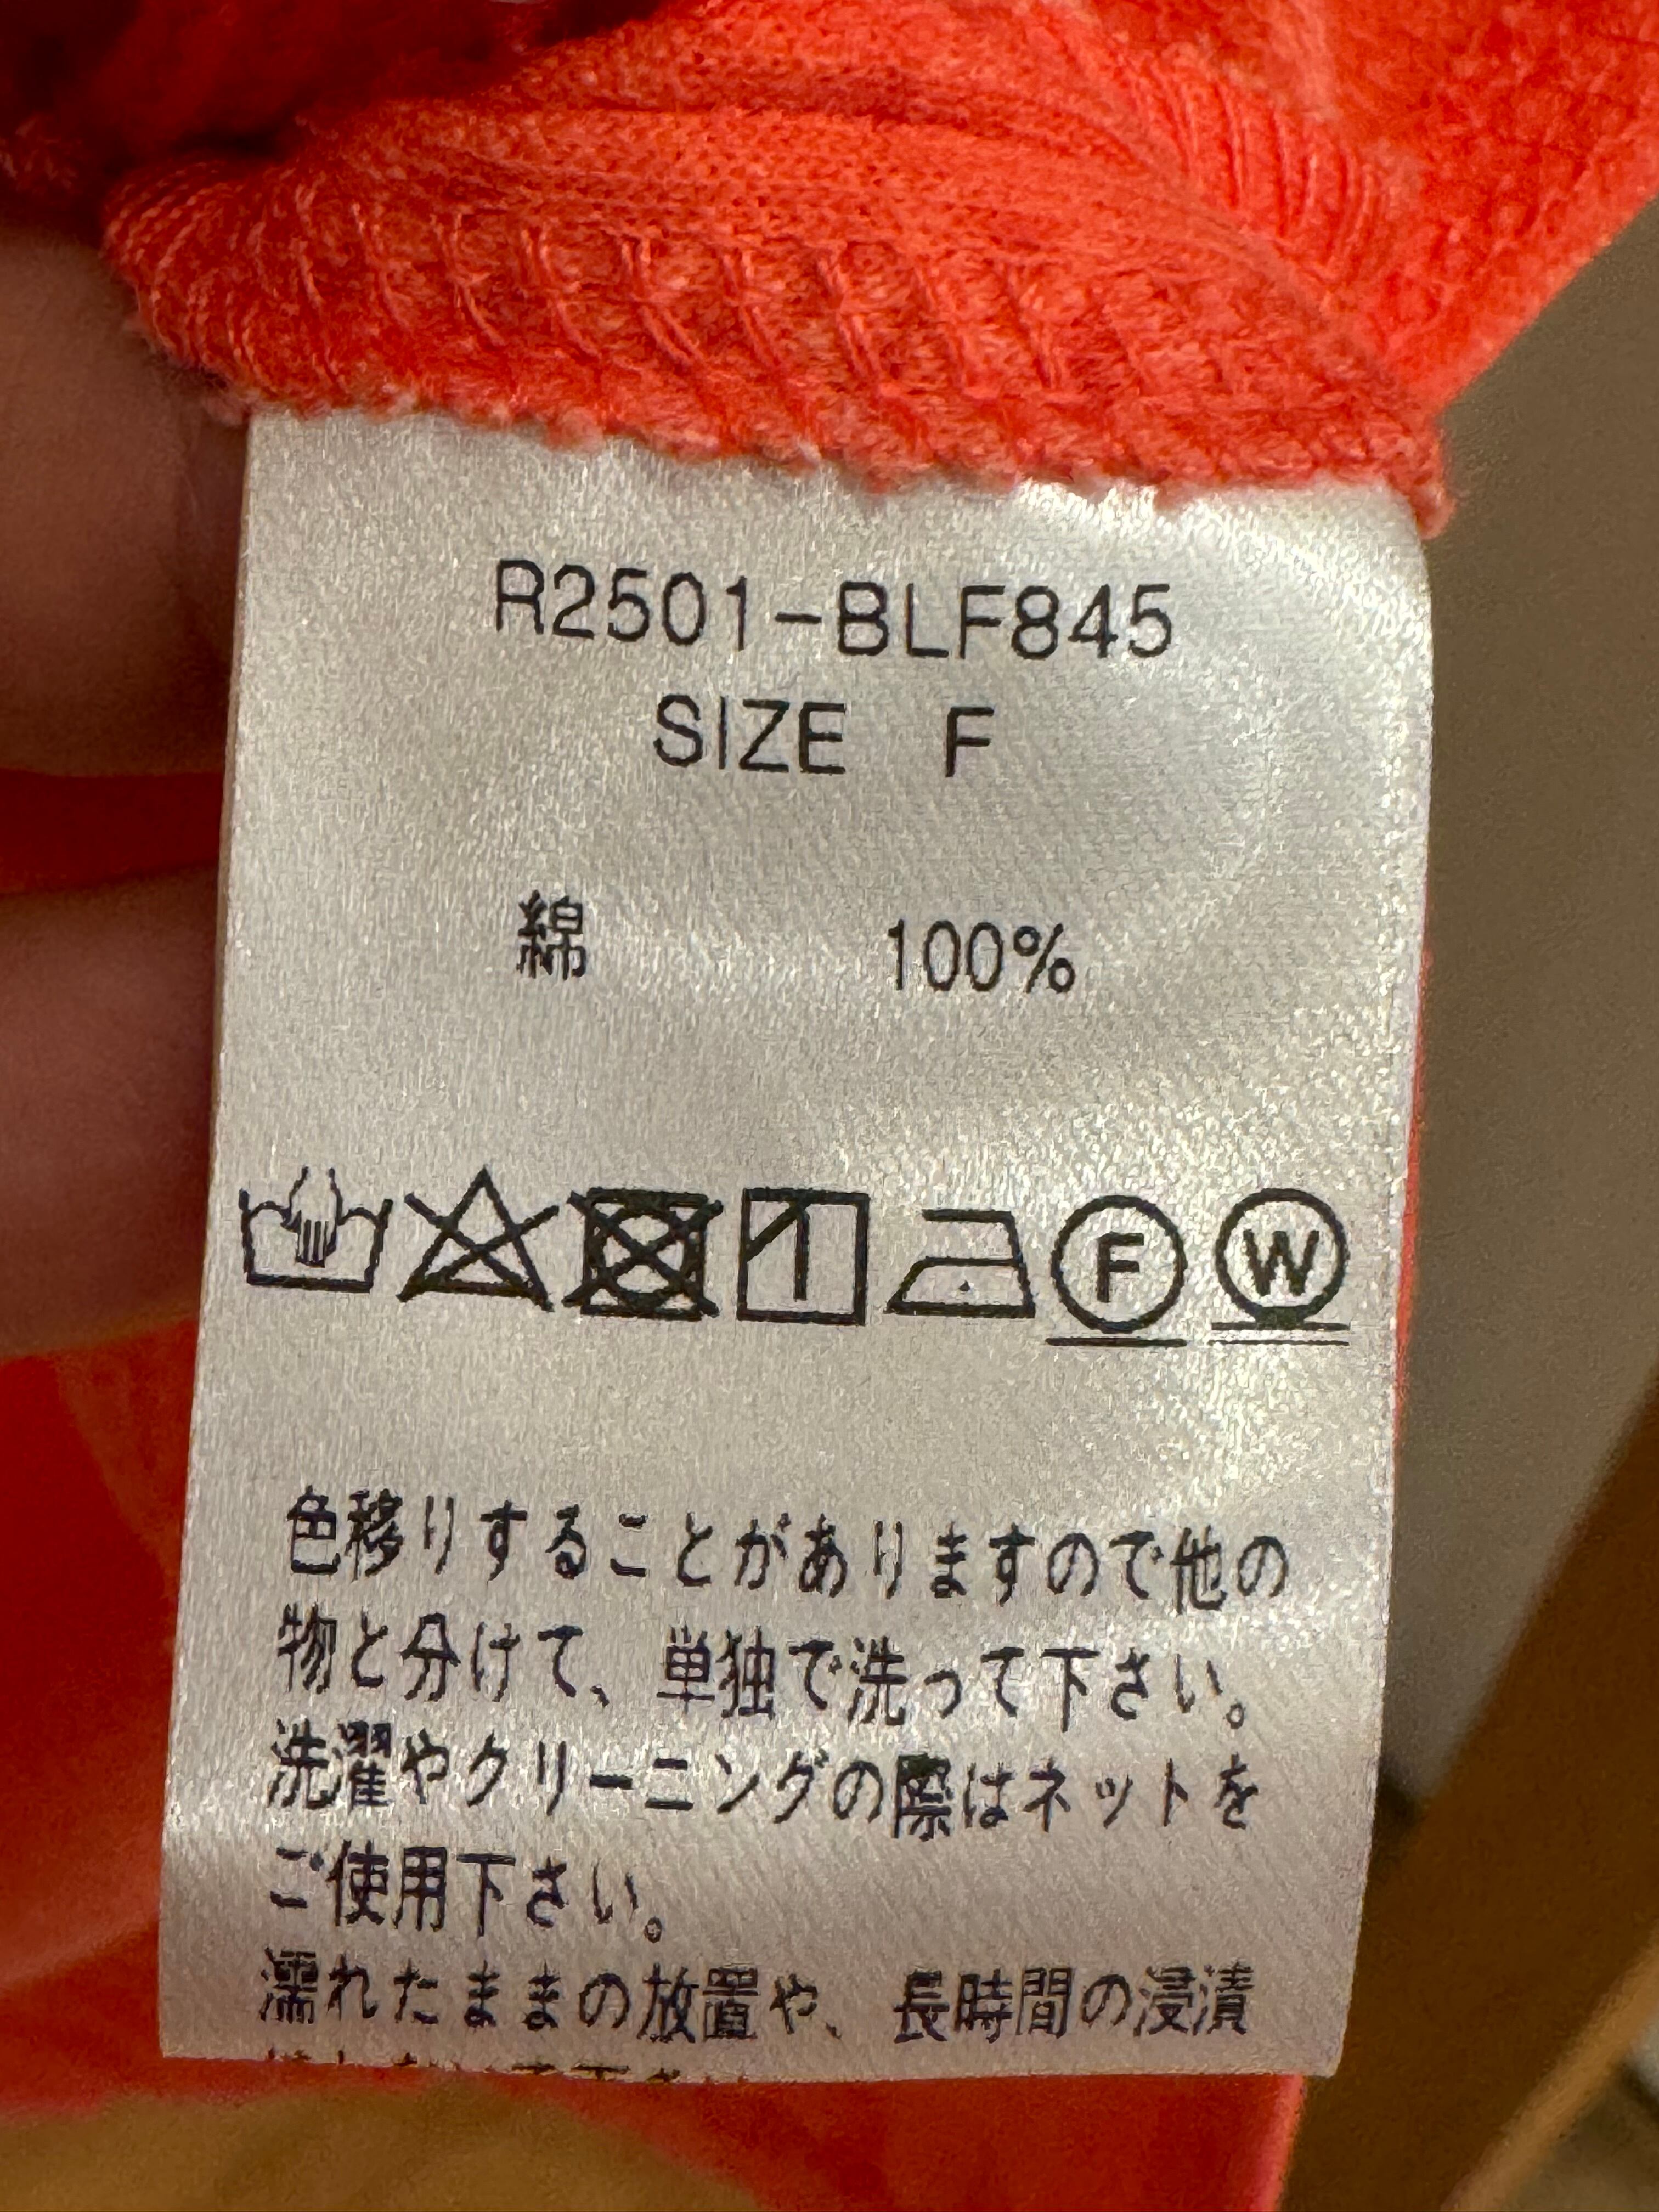 R2501-BLF845
SIZE F
綿 100%
F W
色移りすることがありますので他の
物と分けて、単独で洗って下さい。
洗濯やクリーニングの際はネットを
ご使用下さい。
濡れたままの放置や、長時間の浸漬